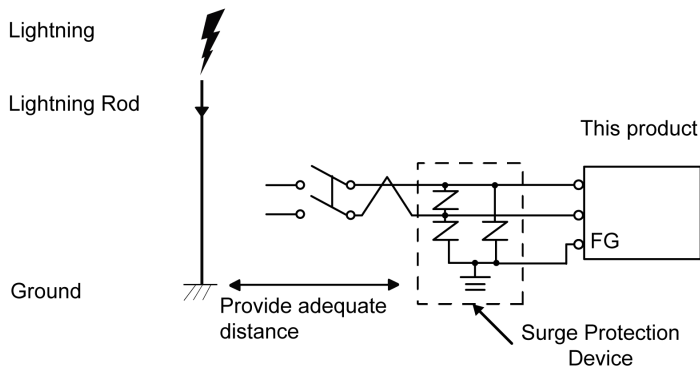 Lightning
Lightning Rod
This product
FG
Ground
Provide adequate
distance
Surge Protection
Device